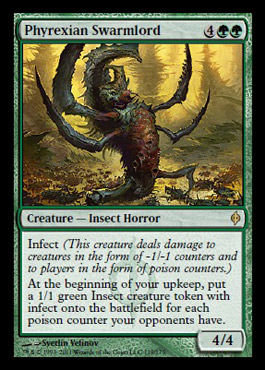 Phyrexian Swarmlord 4
Creature — Insect Horror
Infect (This creature deals damage to
creatures in the form of -1/-1 counters and
to players in the form of poison counters.)
At the beginning of your upkeep, put
a 1/1 green Insect creature token with
infect onto the battlefield for each
poison counter your opponents have.
Svetlin Velinov
4/4